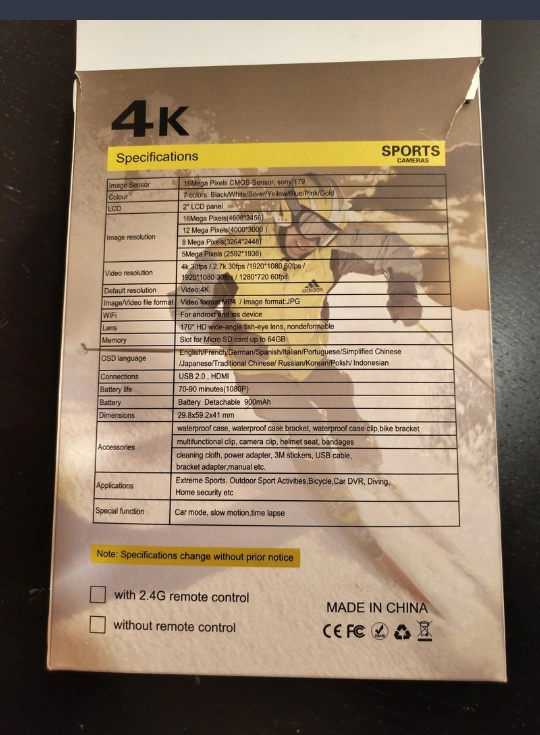 4K
Specifications
SPORTS
CAMERAS
Image Sensor 16Mega Pixels CMOS Sensor, sony 179
Colour 7 colors: Black/White/Silver/Yellow/Blue/Pink/Gold
LCD 2" LCD panel
Image resolution 16Mega Pixels(4608*3456)
12 Mega Pixels(4000*3000 )
8 Mega Pixels(3264*2448)
5Mega Pixels (2592*1936)
Video resolution 4k 30fps / 2.7k 30fps /1920*1080 60fps /
1920*1080 30fps / 1280*720 60fps
Default resolution Video:4K
Image/Video file format Video format:MP4 / Image format:JPG
WiFi For android and ios device
Lens 170° HD wide-angle fish-eye lens, nondeformable
Memory Slot for Micro SD card up to 64GB
OSD language English/French/German/Spanish/Italian/Portuguese/Simplified Chinese
/Japanese/Traditional Chinese/ Russian/Korean/Polish/ Indonesian
Connections USB 2.0 , HDMI
Battery life 70-90 minutes(1080P)
Battery Battery Detachable 900mAh
Dimensions 29.8x59.2x41 mm
Accessories waterproof case, waterproof case bracket, waterproof case clip,bike bracket
multifunctional clip, camera clip, helmet seat, bandages
cleaning cloth, power adapter, 3M stickers, USB cable,
bracket adapter,manual etc.
Applications Extreme Sports, Outdoor Sport Activities,Bicycle,Car DVR, Diving,
Home security etc
Special function Car mode, slow motion,time lapse
adidas
Note: Specifications change without prior notice
with 2.4G remote control
without remote control
MADE IN CHINA
CE FC